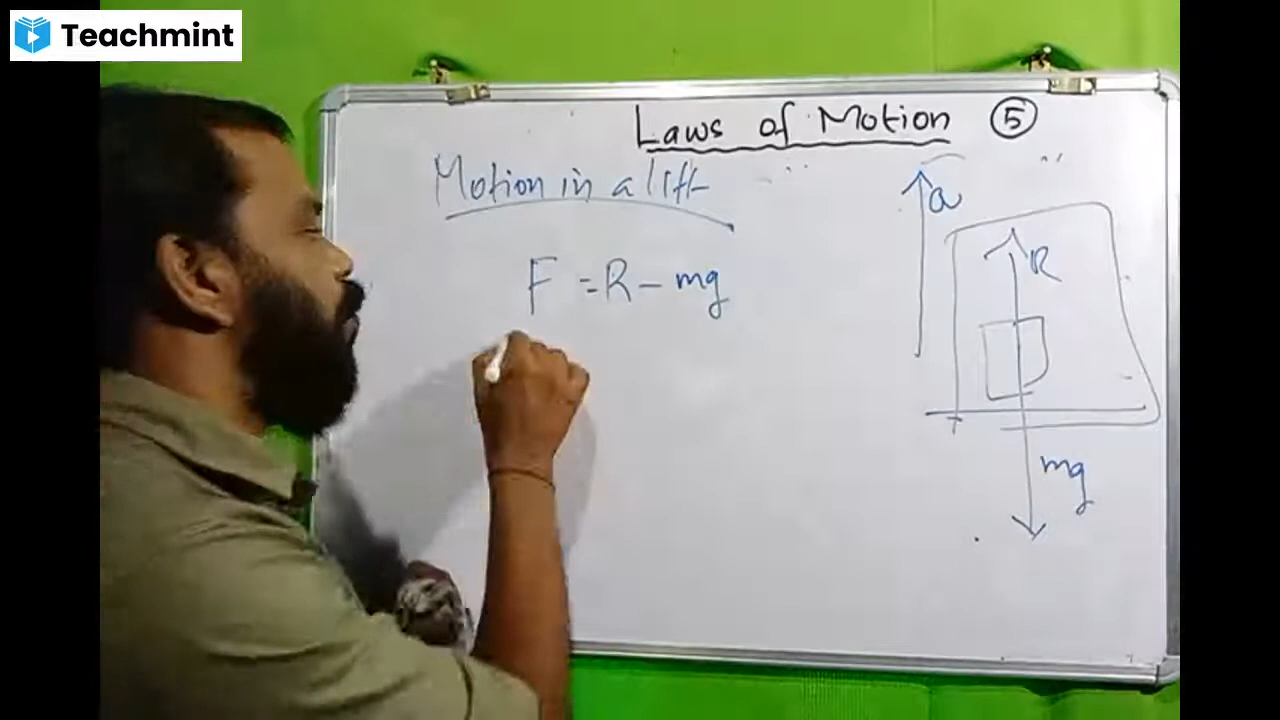 Teachmint
Laws of Motion 5
Motion in a lift
F = R - mg
a
R
mg